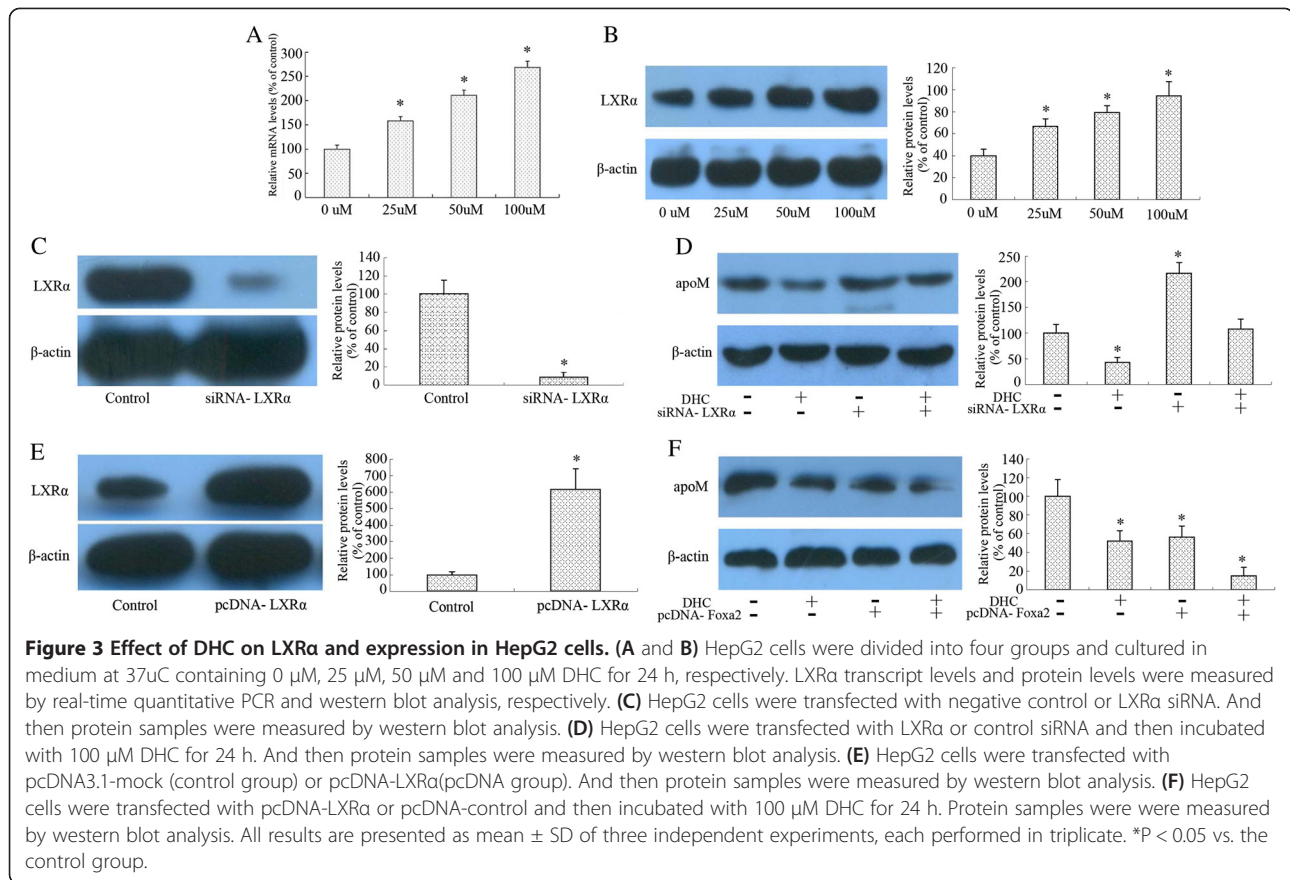 A
Relative mRNA levels (% of control)
300
250
200
150
100
50
0
*
*
*
0 uM 25uM 50uM 100uM
B
LXRα
β-actin
0 uM 25uM 50uM 100uM
Relative protein levels
(% of control)
120
100
80
60
40
20
0
*
*
*
0 uM 25uM 50uM 100uM
C
LXRα
β-actin
Control siRNA- LXRα
Relative protein levels
(% of control)
140
120
100
80
60
40
20
0
*
Control siRNA- LXRα
D
apoM
β-actin
DHC - + - +
siRNA-LXRα - - + +
Relative protein levels
(% of control)
250
200
150
100
50
0
*
*
DHC - + - +
siRNA-LXRα - - + +
E
LXRα
β-actin
Control pcDNA- LXRα
Relative protein levels
(% of control)
800
700
600
500
400
300
200
100
0
*
Control pcDNA- LXRα
F
apoM
β-actin
DHC - + - +
pcDNA- Foxa2 - - + +
Relative protein levels
(% of control)
140
120
100
80
60
40
20
0
*
*
*
DHC - + - +
pcDNA- Foxa2 - - + +
Figure 3 Effect of DHC on LXRα and expression in HepG2 cells. (A and B) HepG2 cells were divided into four groups and cultured in
medium at 37uC containing 0 μM, 25 μM, 50 μM and 100 μM DHC for 24 h, respectively. LXRα transcript levels and protein levels were measured
by real-time quantitative PCR and western blot analysis, respectively. (C) HepG2 cells were transfected with negative control or LXRα siRNA. And
then protein samples were measured by western blot analysis. (D) HepG2 cells were transfected with LXRα or control siRNA and then incubated
with 100 μM DHC for 24 h. And then protein samples were measured by western blot analysis. (E) HepG2 cells were transfected with
pcDNA3.1-mock (control group) or pcDNA-LXRα(pcDNA group). And then protein samples were measured by western blot analysis. (F) HepG2
cells were transfected with pcDNA-LXRα or pcDNA-control and then incubated with 100 μM DHC for 24 h. Protein samples were were measured
by western blot analysis. All results are presented as mean ± SD of three independent experiments, each performed in triplicate. *P < 0.05 vs. the
control group.